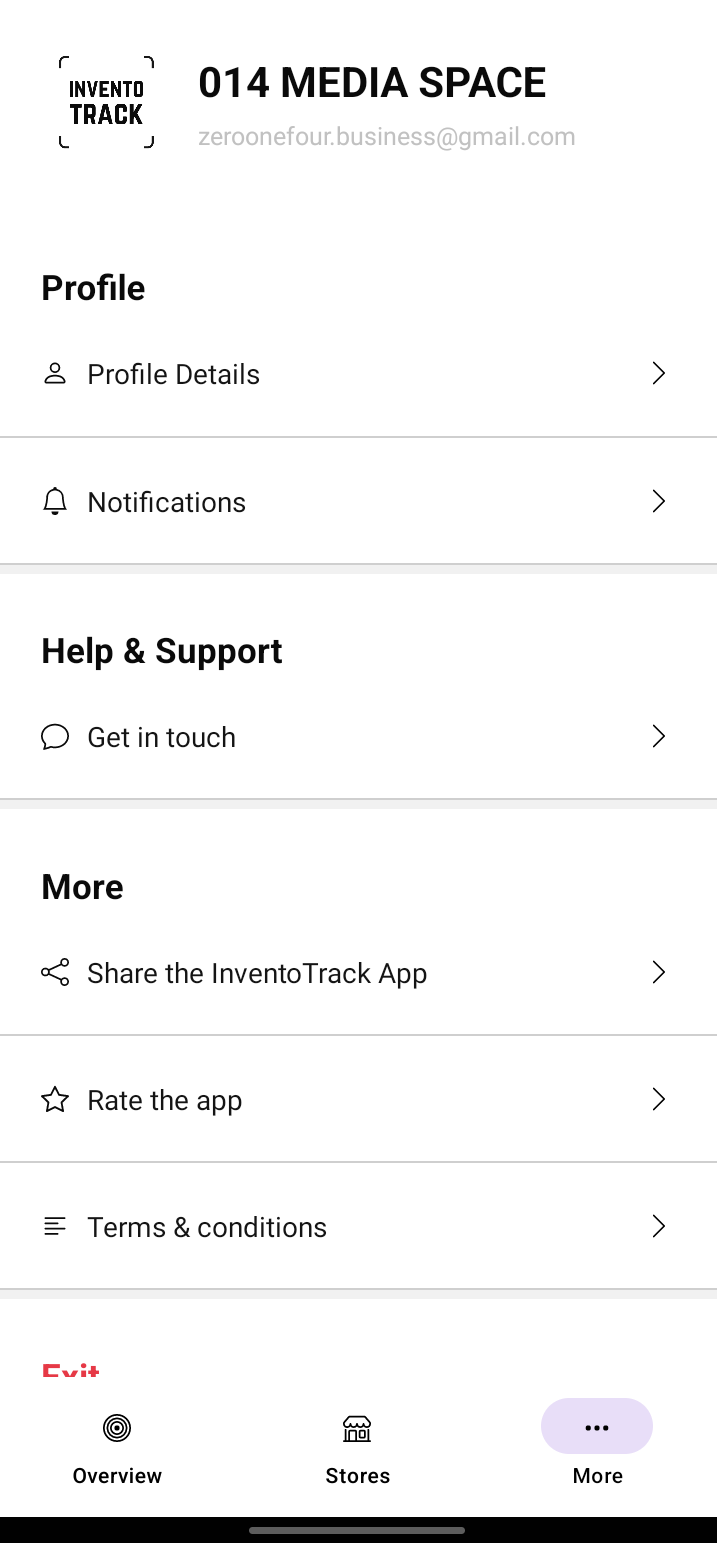 INVENTO
TRACK
014 MEDIA SPACE
zeroonefour.business@gmail.com
Profile
Profile Details
Notifications
Help & Support
Get in touch
More
Share the InventoTrack App
Rate the app
Terms & conditions
Exit
Overview
Stores
More